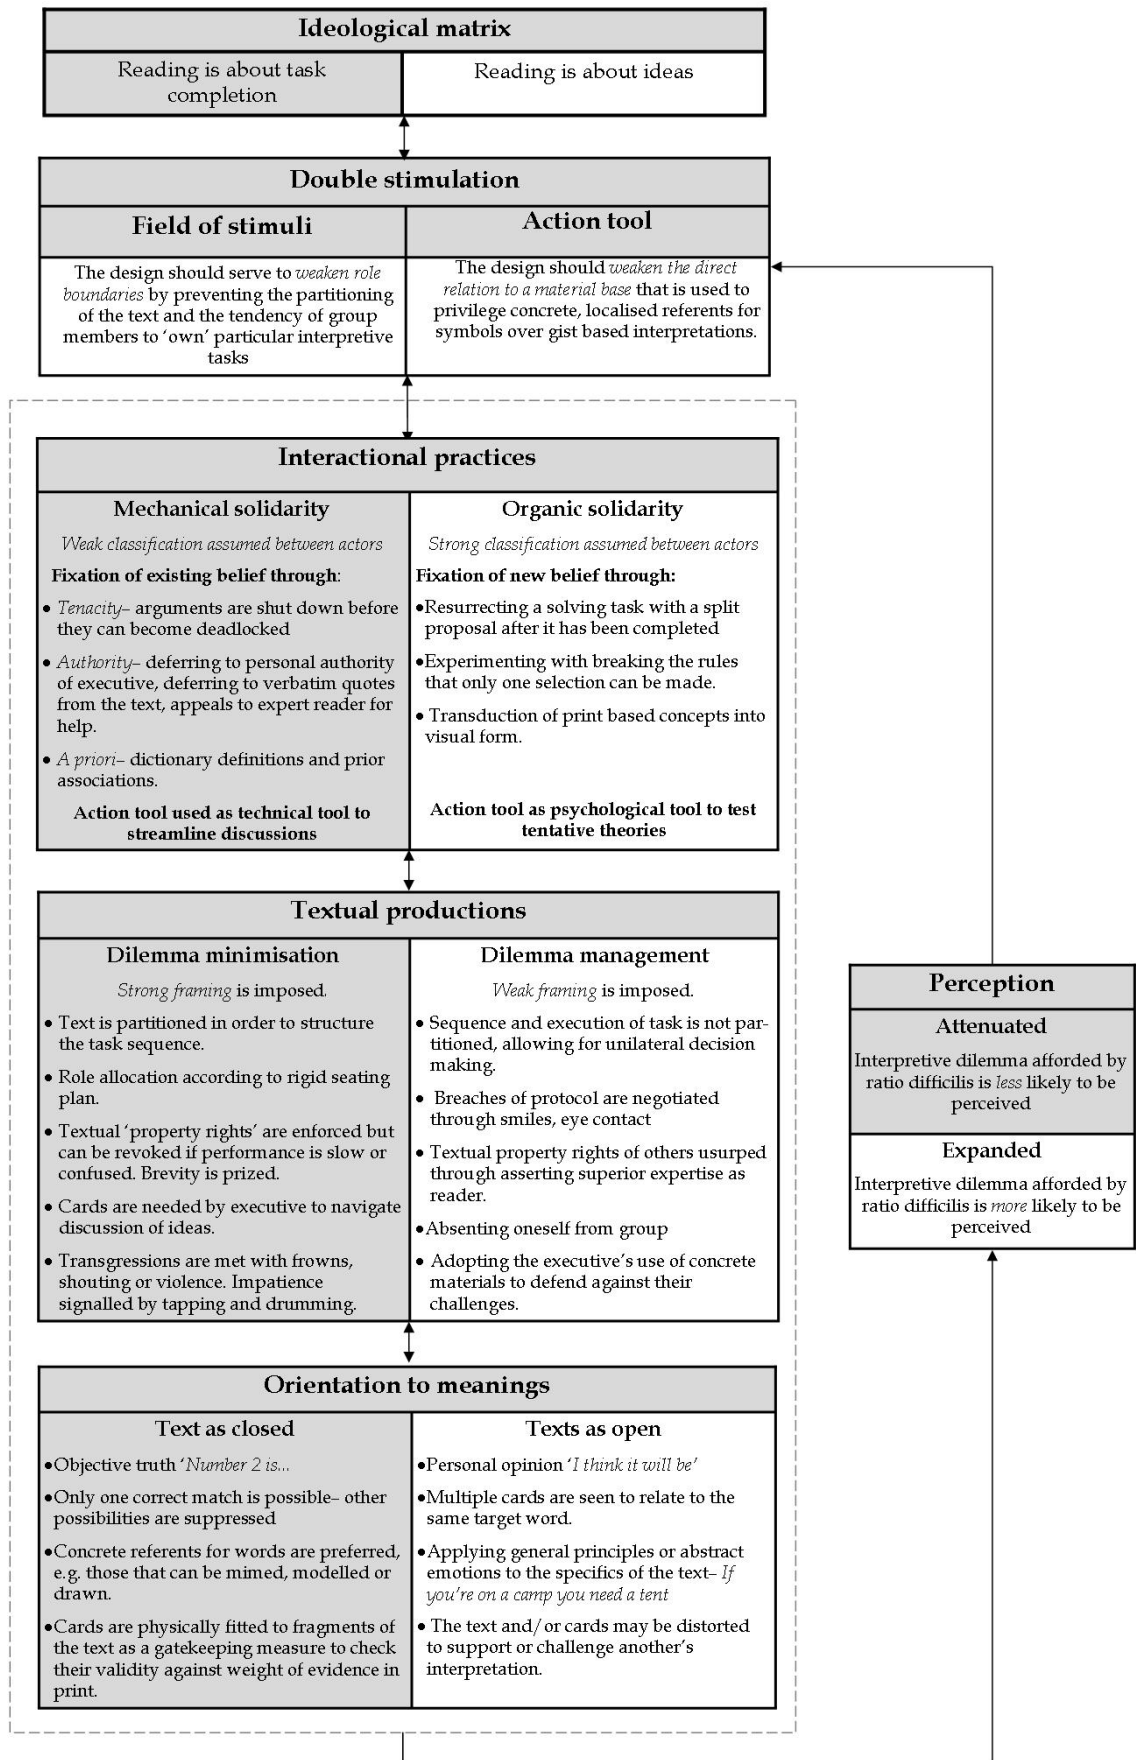 Ideological matrix
Reading is about task
completion
Reading is about ideas
Double stimulation
Field of stimuli
The design should serve to weaken role
boundaries by preventing the partitioning
of the text and the tendency of group
members to ‘own’ particular interpretive
tasks
Action tool
The design should weaken the direct
relation to a material base that is used to
privilege concrete, localised referents for
symbols over gist based interpretations.
Interactional practices
Mechanical solidarity
Weak classification assumed between actors
Fixation of existing belief through:
• Tenacity– arguments are shut down before
they can become deadlocked
• Authority– deferring to personal authority
of executive, deferring to verbatim quotes
from the text, appeals to expert reader for
help.
• A priori– dictionary definitions and prior
associations.
Action tool used as technical tool to
streamline discussions
Organic solidarity
Strong classification assumed between actors
Fixation of new belief through:
•Resurrecting a solving task with a split
proposal after it has been completed
•Experimenting with breaking the rules
that only one selection can be made.
• Transduction of print based concepts into
visual form.
Action tool as psychological tool to test
tentative theories
Textual productions
Dilemma minimisation
Strong framing is imposed.
• Text is partitioned in order to structure
the task sequence.
• Role allocation according to rigid seating
plan.
• Textual ‘property rights’ are enforced but
can be revoked if performance is slow or
confused. Brevity is prized.
• Cards are needed by executive to navigate
discussion of ideas.
• Transgressions are met with frowns,
shouting or violence. Impatience
signalled by tapping and drumming.
Dilemma management
Weak framing is imposed.
• Sequence and execution of task is not par-
titioned, allowing for unilateral decision
making.
• Breaches of protocol are negotiated
through smiles, eye contact
• Textual property rights of others usurped
through asserting superior expertise as
reader.
•Absenting oneself from group
• Adopting the executive’s use of concrete
materials to defend against their
challenges.
Perception
Attenuated
Interpretive dilemma afforded by
ratio difficilis is less likely to be
perceived
Expanded
Interpretive dilemma afforded by
ratio difficilis is more likely to be
perceived
Orientation to meanings
Text as closed
•Objective truth ‘Number 2 is...
•Only one correct match is possible– other
possibilities are suppressed
•Concrete referents for words are preferred,
e.g. those that can be mimed, modelled or
drawn.
•Cards are physically fitted to fragments of
the text as a gatekeeping measure to check
their validity against weight of evidence in
print.
Texts as open
•Personal opinion ‘I think it will be’
•Multiple cards are seen to relate to the
same target word.
•Applying general principles or abstract
emotions to the specifics of the text– If
you’re on a camp you need a tent
• The text and/or cards may be distorted
to support or challenge another’s
interpretation.